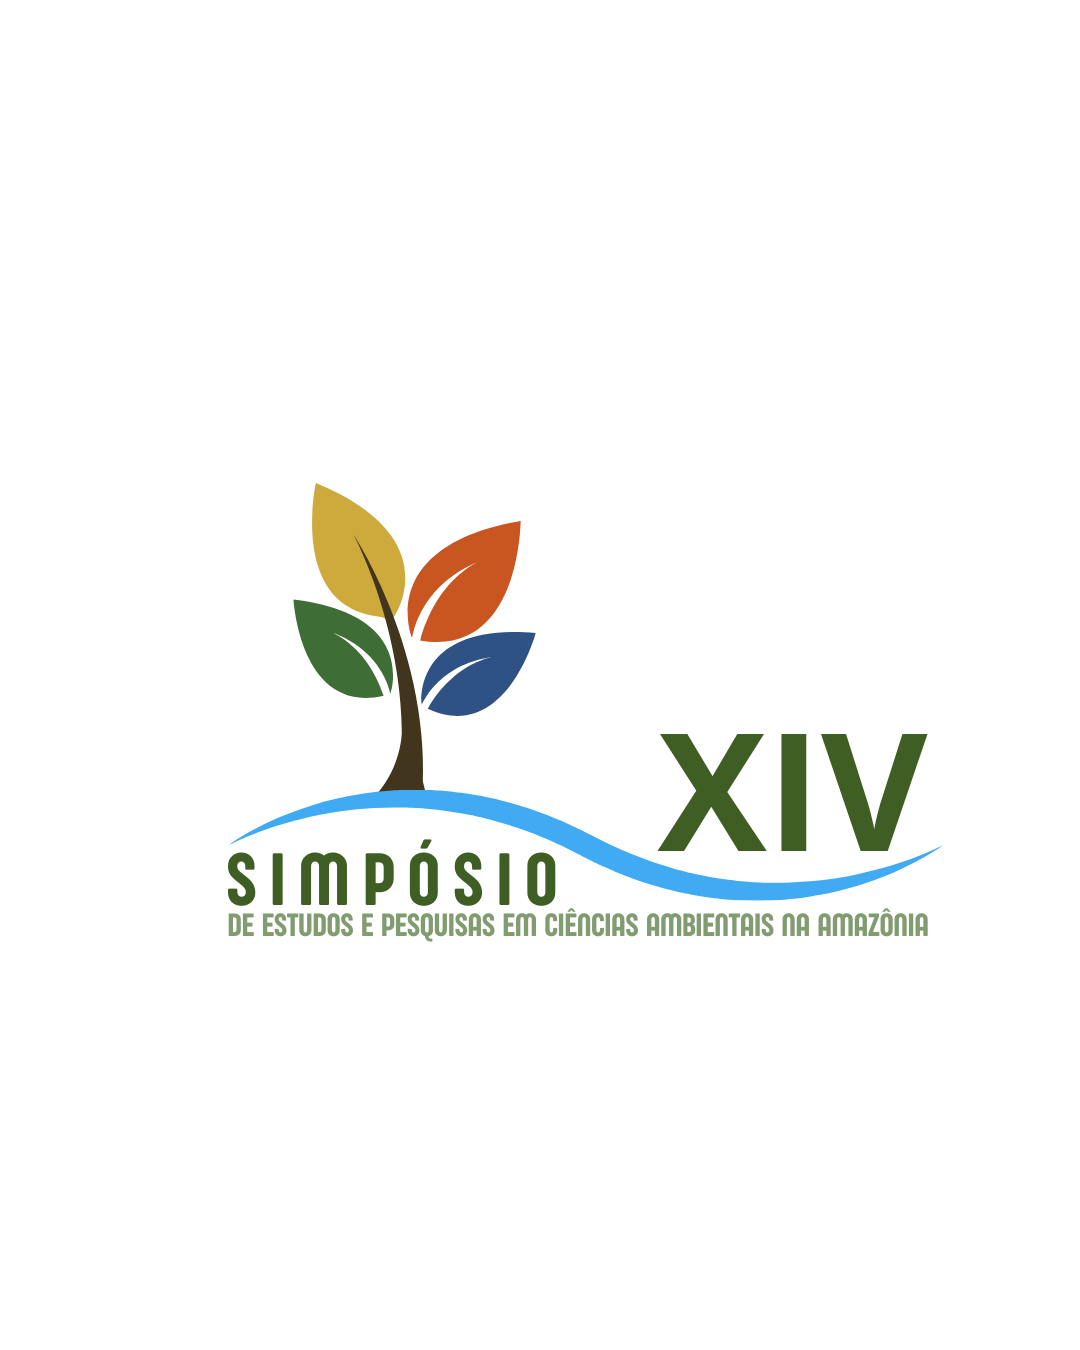 XIV
SIMPÓSIO
DE ESTUDOS E PESQUISAS EM CIÊNCIAS AMBIENTAIS NA AMAZÔNIA